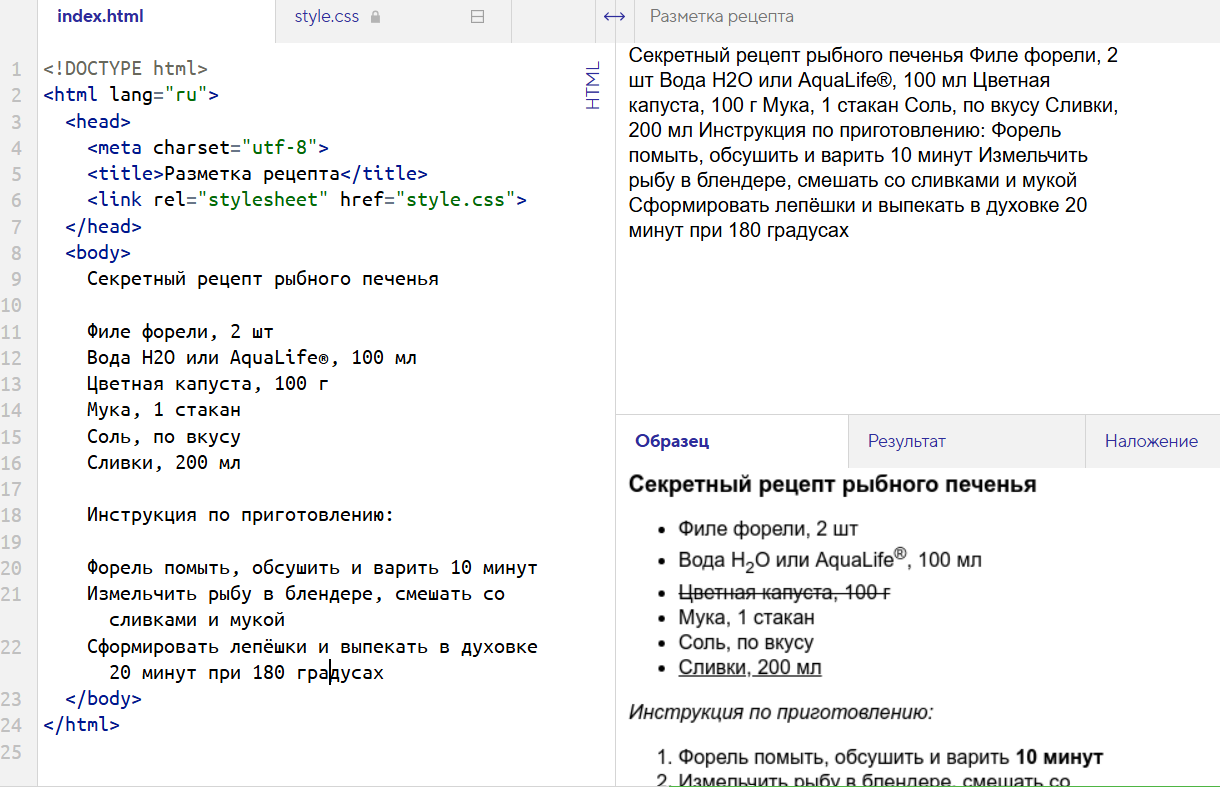 index.html
style.css
Разметка рецепта
HTML
1 <!DOCTYPE html>
2 <html lang="ru">
3 <head>
4 <meta charset="utf-8">
5 <title>Разметка рецепта</title>
6 <link rel="stylesheet" href="style.css">
7 </head>
8 <body>
9 Секретный рецепт рыбного печенья
10
11 Филе форели, 2 шт
12 Вода H2O или AquaLife®, 100 мл
13 Цветная капуста, 100 г
14 Мука, 1 стакан
15 Соль, по вкусу
16 Сливки, 200 мл
17
18 Инструкция по приготовлению:
19
20 Форель помыть, обсушить и варить 10 минут
21 Измельчить рыбу в блендере, смешать со
сливками и мукой
22 Сформировать лепёшки и выпекать в духовке
20 минут при 180 градусах
23 </body>
24 </html>
25
Секретный рецепт рыбного печенья Филе форели, 2
шт Вода H2O или AquaLife®, 100 мл Цветная
капуста, 100 г Мука, 1 стакан Соль, по вкусу Сливки,
200 мл Инструкция по приготовлению: Форель
помыть, обсушить и варить 10 минут Измельчить
рыбу в блендере, смешать со сливками и мукой
Сформировать лепёшки и выпекать в духовке 20
минут при 180 градусах
Образец
Результат
Наложение
Секретный рецепт рыбного печенья
• Филе форели, 2 шт
• Вода H₂O или AquaLife®, 100 мл
• Цветная капуста, 100 г
• Мука, 1 стакан
• Соль, по вкусу
• Сливки, 200 мл
Инструкция по приготовлению:
1. Форель помыть, обсушить и варить 10 минут
2. Измельчить рыбу в блендере, смешать со